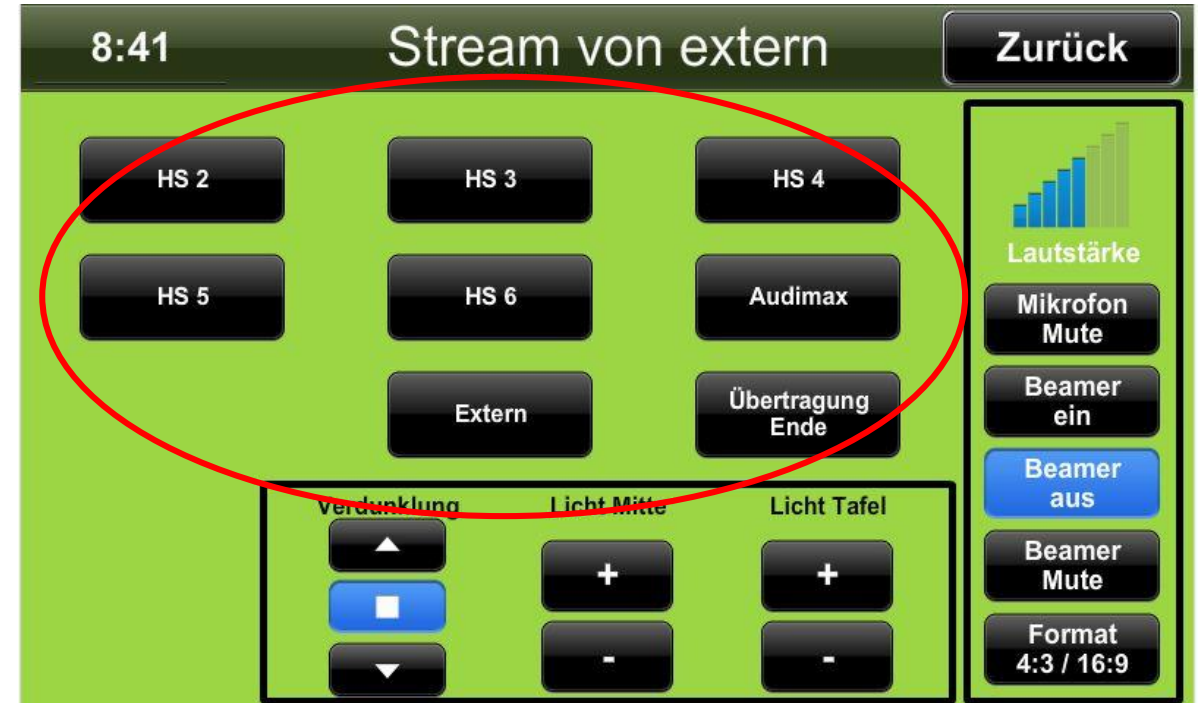 8:41
Stream von extern
Zurück
HS 2
HS 3
HS 4
HS 5
HS 6
Audimax
Extern
Übertragung
Ende
Verdunklung
Licht Mitte
Licht Tafel
+
+
-
-
Lautstärke
Mikrofon
Mute
Beamer
ein
Beamer
aus
Beamer
Mute
Format
4:3 / 16:9